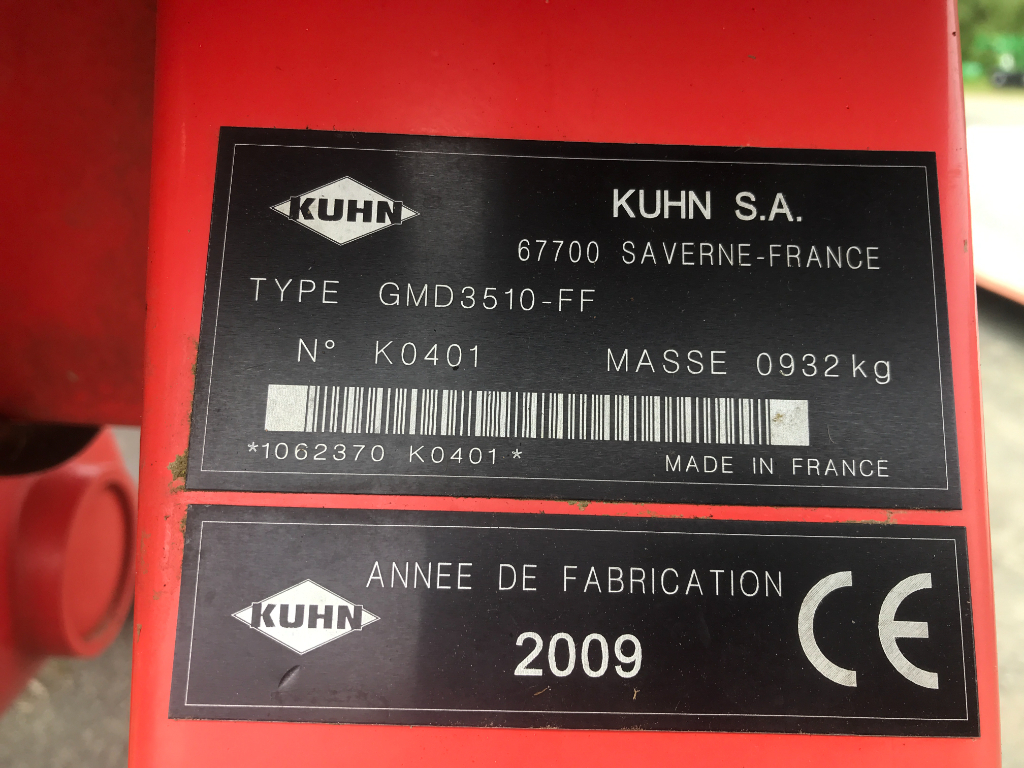 KUHN
KUHN S.A.
67700 SAVERNE-FRANCE
TYPE GMD3510-FF
N° K0401 MASSE 0932 kg
*1062370 K0401*
MADE IN FRANCE
KUHN
ANNEE DE FABRICATION
2009
CE